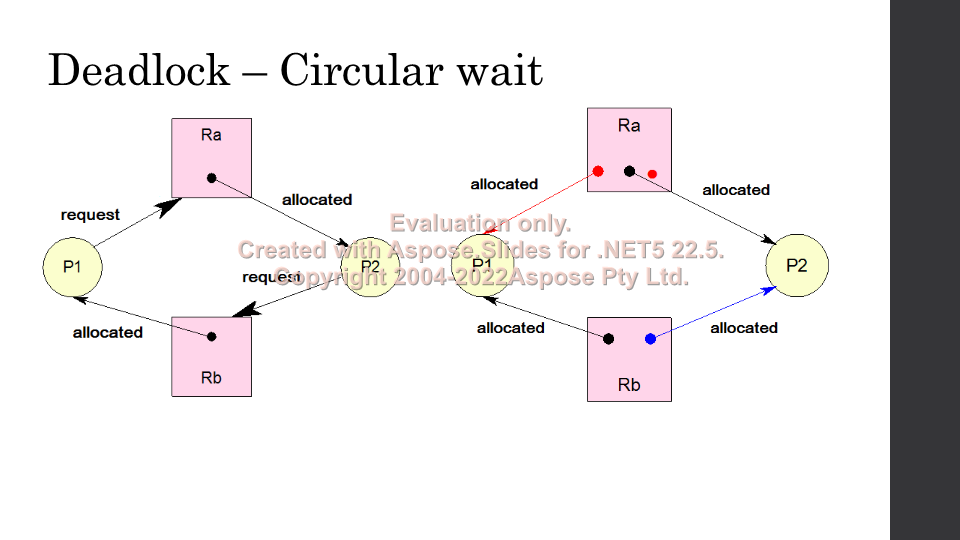 Deadlock – Circular wait
Ra
allocated
request
P1
P2
request
allocated
Rb
Ra
allocated
allocated
P1
P2
allocated
allocated
Rb
Evaluation only.
Created with Aspose.Slides for .NET5 22.5.
Copyright 2004-2022Aspose Pty Ltd.